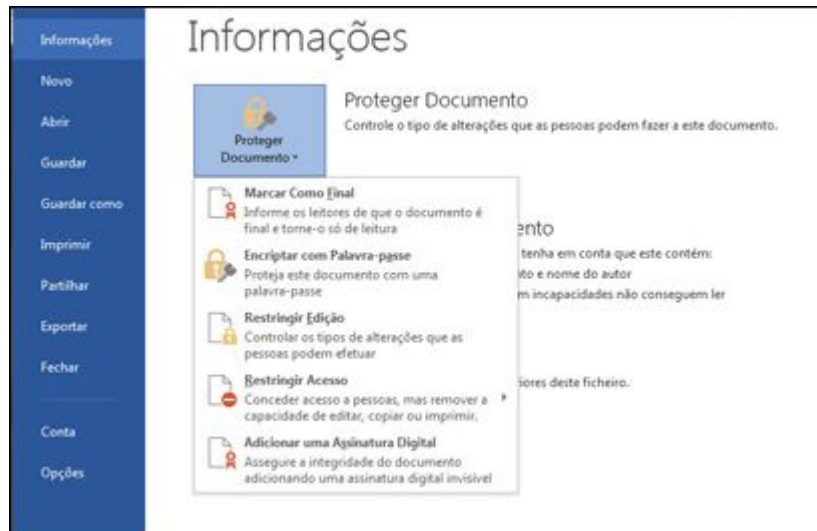 Informações
Novo
Abrir
Guardar
Guardar como
Imprimir
Partilhar
Exportar
Fechar
Conta
Opções
Informações
Proteger
Documento
Proteger Documento
Controle o tipo de alterações que as pessoas podem fazer a este documento.
Marcar Como Final
Informe os leitores de que o documento é
final e torne-o só de leitura
Encriptar com Palavra-passe
Proteja este documento com uma
palavra-passe
Restringir Edição
Controlar os tipos de alterações que as
pessoas podem efetuar
Restringir Acesso
Conceder acesso a pessoas, mas remover a
capacidade de editar, copiar ou imprimir.
Adicionar uma Assinatura Digital
Assegure a integridade do documento
adicionando uma assinatura digital invisível
ento
tenha em conta que este contém:
to e nome do autor
m incapacidades não conseguem ler
iores deste ficheiro.